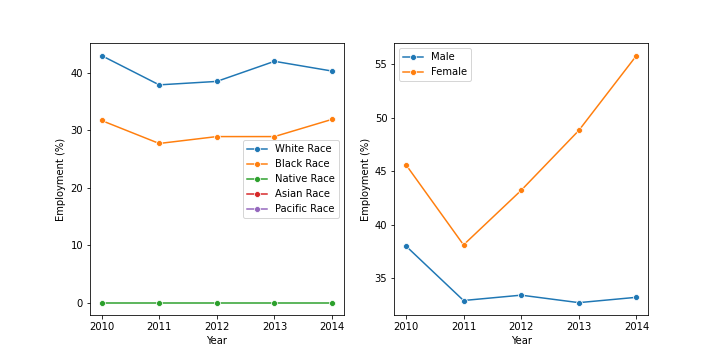 Employment (%)
40
30
20
10
0
White Race
Black Race
Native Race
Asian Race
Pacific Race
2010 2011 2012 2013 2014
Year
Employment (%)
55
50
45
40
35
Male
Female
2010 2011 2012 2013 2014
Year